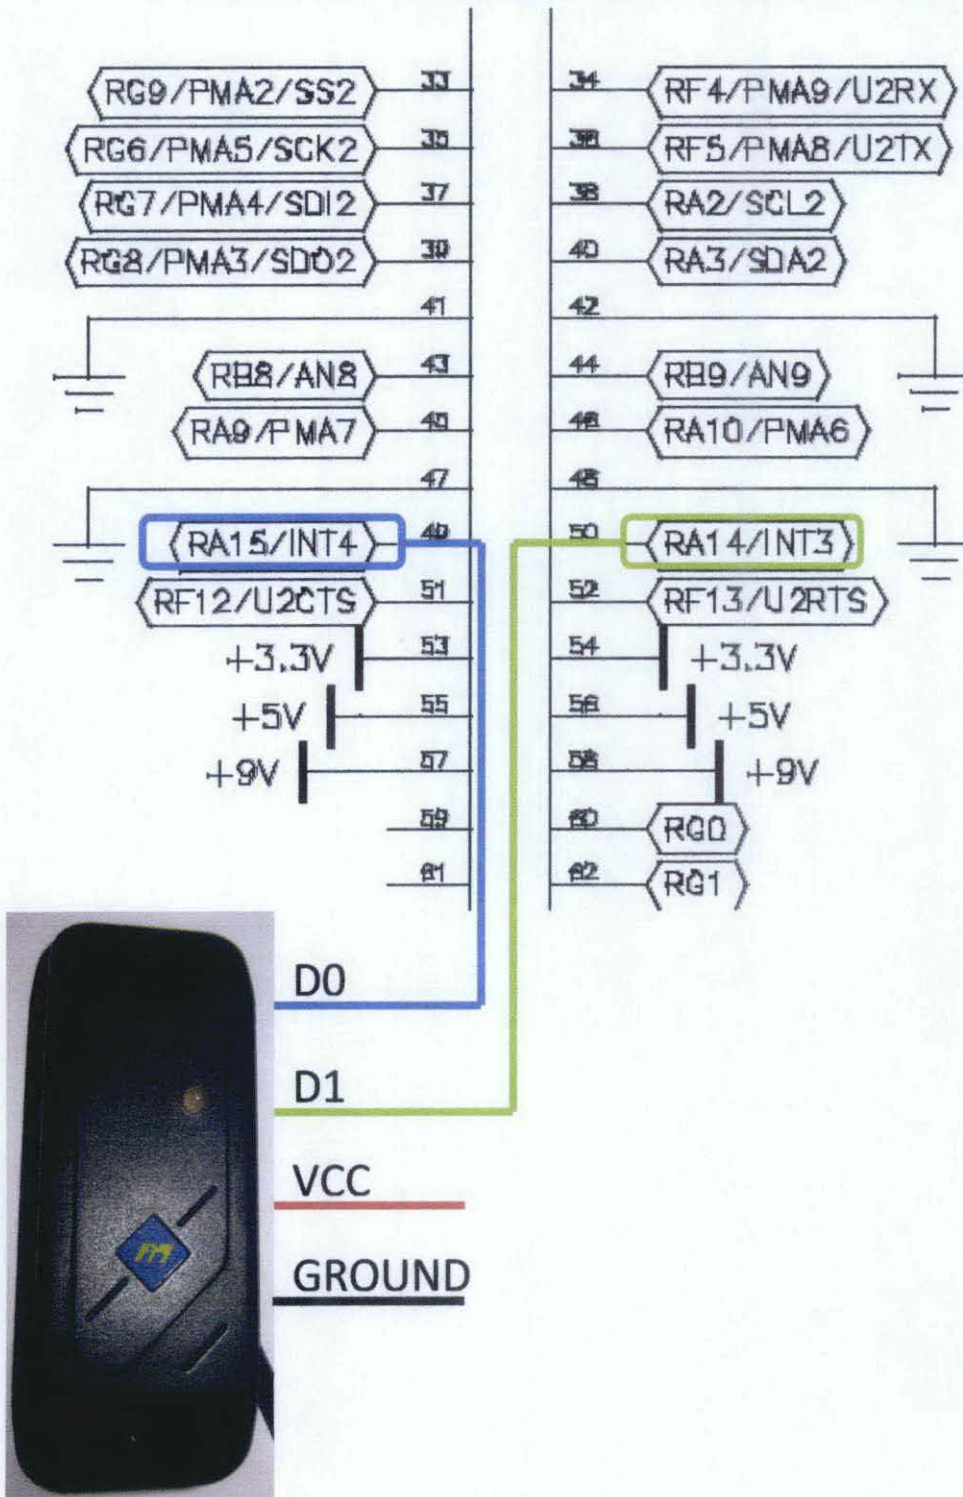 RG9/PMA2/SS2 33 34 RF4/PMA9/U2RX
RG6/PMA5/SCK2 35 36 RF5/PMA8/U2TX
RG7/PMA4/SDI2 37 38 RA2/SCL2
RG8/PMA3/SDO2 39 40 RA3/SDA2
41 42
RB8/AN8 43 44 RB9/AN9
RA9/PMA7 45 46 RA10/PMA6
47 48
RA15/INT4 49 50 RA14/INT3
RF12/U2CTS 51 52 RF13/U2RTS
+3.3V 53 54 +3.3V
+5V 55 56 +5V
+9V 57 58 +9V
59 60 RG0
61 62 RG1
D0
D1
VCC
GROUND